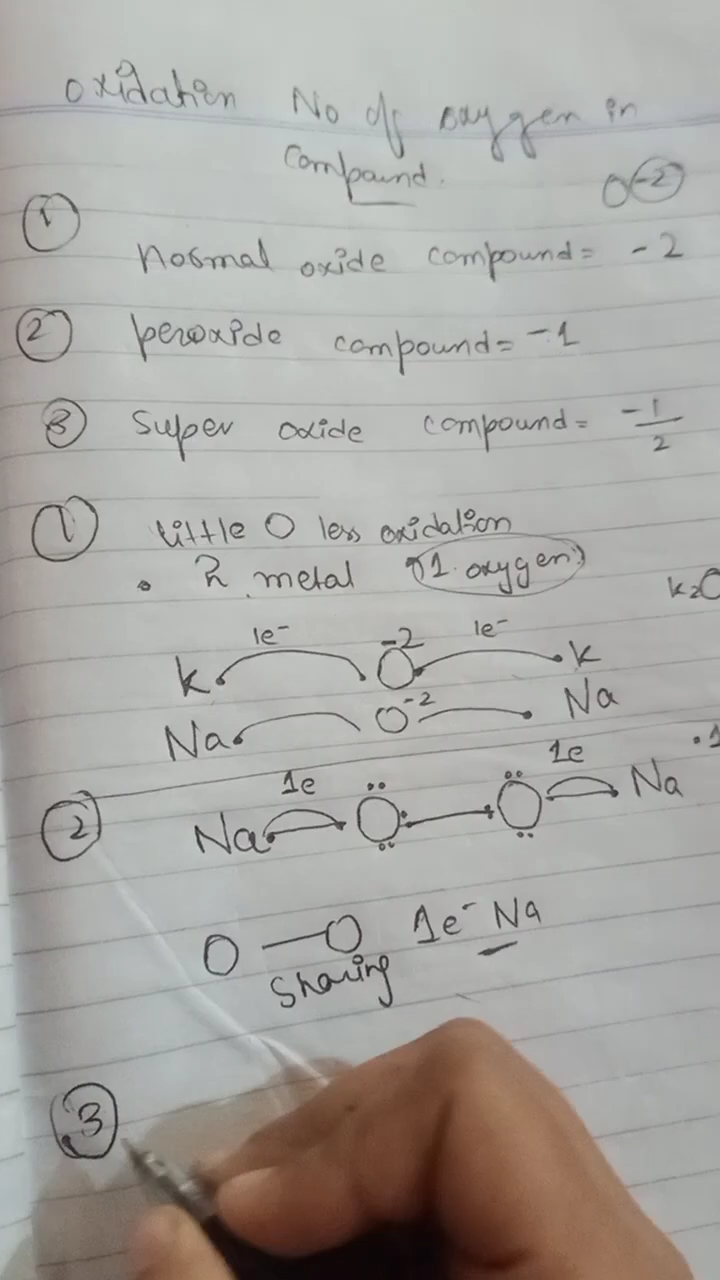 Oxidation No of oxygen in
compound.
O -2
① normal oxide compound = -2
② peroxide compound = -1
③ super oxide compound = -1/2
① little O less oxidation
• 2 metal 1 oxygen
K₂O
K 1e⁻ O⁻² 1e⁻ K
Na O⁻² Na
② Na 1e O — O 1e Na
O — O 1e⁻ Na
sharing
③